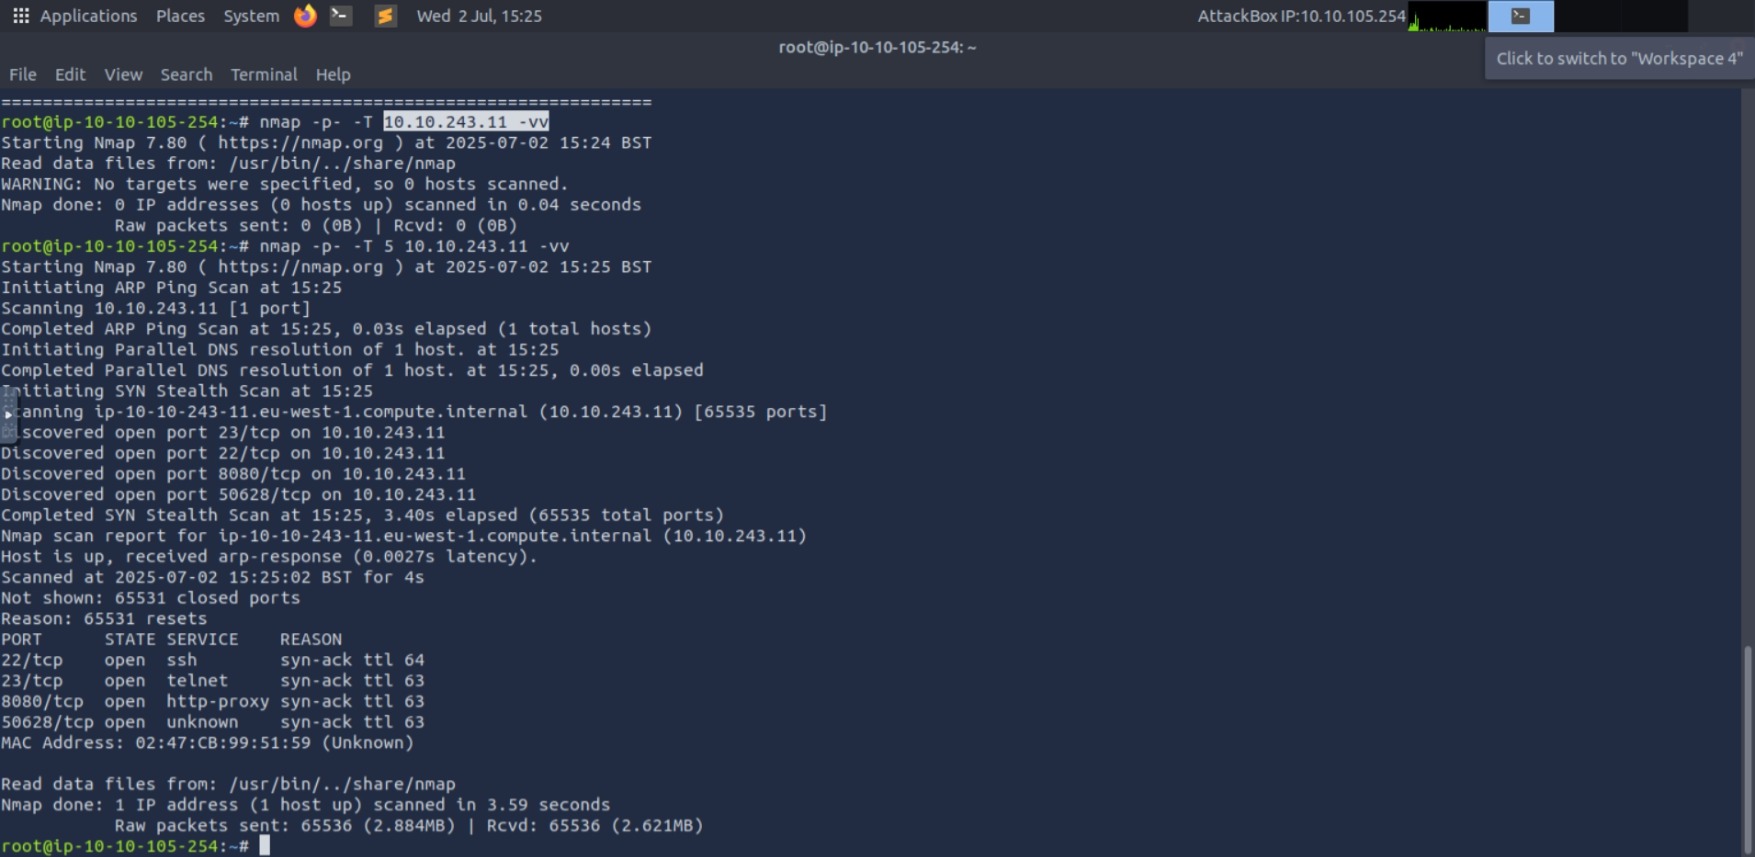 Applications Places System Wed 2 Jul, 15:25 AttackBox IP:10.10.105.254
root@ip-10-10-105-254: ~
Click to switch to "Workspace 4"
File Edit View Search Terminal Help
===============================================================
root@ip-10-10-105-254:~# nmap -p- -T 10.10.243.11 -vv
Starting Nmap 7.80 ( https://nmap.org ) at 2025-07-02 15:24 BST
Read data files from: /usr/bin/../share/nmap
WARNING: No targets were specified, so 0 hosts scanned.
Nmap done: 0 IP addresses (0 hosts up) scanned in 0.04 seconds
           Raw packets sent: 0 (0B) | Rcvd: 0 (0B)
root@ip-10-10-105-254:~# nmap -p- -T 5 10.10.243.11 -vv
Starting Nmap 7.80 ( https://nmap.org ) at 2025-07-02 15:25 BST
Initiating ARP Ping Scan at 15:25
Scanning 10.10.243.11 [1 port]
Completed ARP Ping Scan at 15:25, 0.03s elapsed (1 total hosts)
Initiating Parallel DNS resolution of 1 host. at 15:25
Completed Parallel DNS resolution of 1 host. at 15:25, 0.00s elapsed
Initiating SYN Stealth Scan at 15:25
Scanning ip-10-10-243-11.eu-west-1.compute.internal (10.10.243.11) [65535 ports]
Discovered open port 23/tcp on 10.10.243.11
Discovered open port 22/tcp on 10.10.243.11
Discovered open port 8080/tcp on 10.10.243.11
Discovered open port 50628/tcp on 10.10.243.11
Completed SYN Stealth Scan at 15:25, 3.40s elapsed (65535 total ports)
Nmap scan report for ip-10-10-243-11.eu-west-1.compute.internal (10.10.243.11)
Host is up, received arp-response (0.0027s latency).
Scanned at 2025-07-02 15:25:02 BST for 4s
Not shown: 65531 closed ports
Reason: 65531 resets
PORT      STATE SERVICE    REASON
22/tcp    open  ssh        syn-ack ttl 64
23/tcp    open  telnet     syn-ack ttl 63
8080/tcp  open  http-proxy syn-ack ttl 63
50628/tcp open  unknown    syn-ack ttl 63
MAC Address: 02:47:CB:99:51:59 (Unknown)
Read data files from: /usr/bin/../share/nmap
Nmap done: 1 IP address (1 host up) scanned in 3.59 seconds
           Raw packets sent: 65536 (2.884MB) | Rcvd: 65536 (2.621MB)
root@ip-10-10-105-254:~#